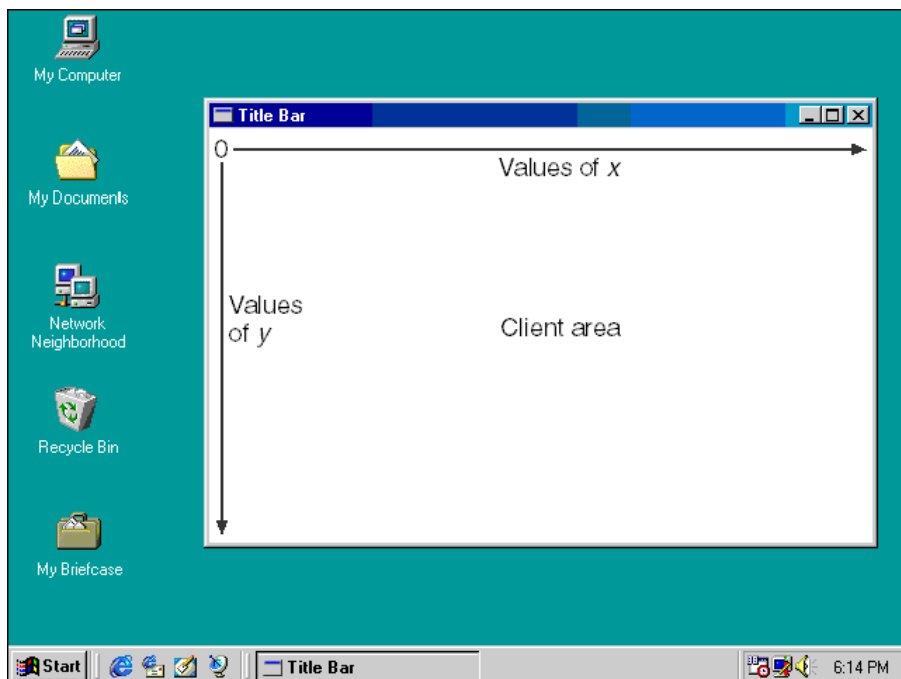 My Computer
My Documents
Network
Neighborhood
Recycle Bin
My Briefcase
Title Bar
0
Values of x
Values
of y
Client area
Start
Title Bar
6:14 PM